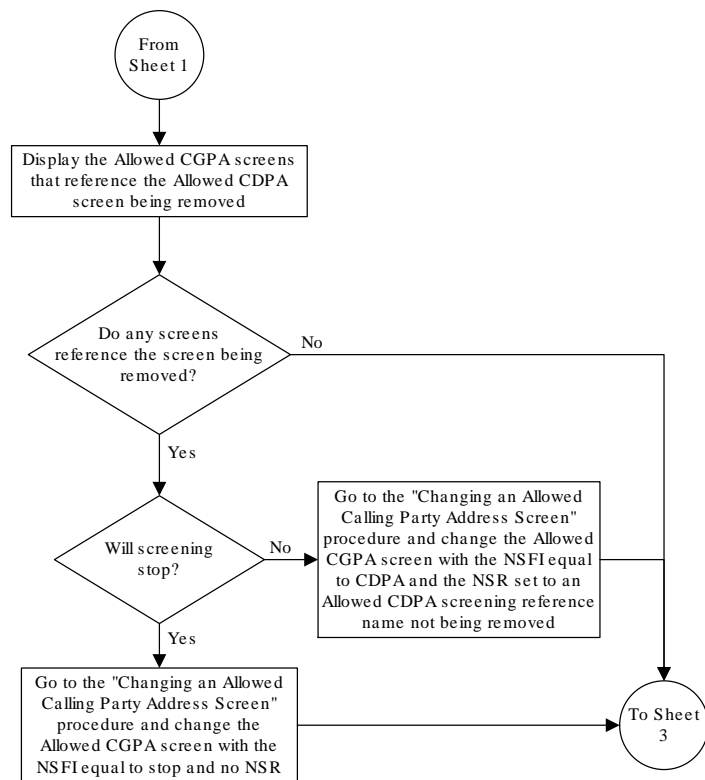 From
Sheet 1
Display the Allowed CGPA screens
that reference the Allowed CDPA
screen being removed
Do any screens
reference the screen being
removed?
No
Yes
Will screening
stop?
No
Go to the "Changing an Allowed
Calling Party Address Screen"
procedure and change the Allowed
CGPA screen with the NSFI equal
to CDPA and the NSR set to an
Allowed CDPA screening reference
name not being removed
Yes
Go to the "Changing an Allowed
Calling Party Address Screen"
procedure and change the
Allowed CGPA screen with the
NSFI equal to stop and no NSR
To Sheet
3